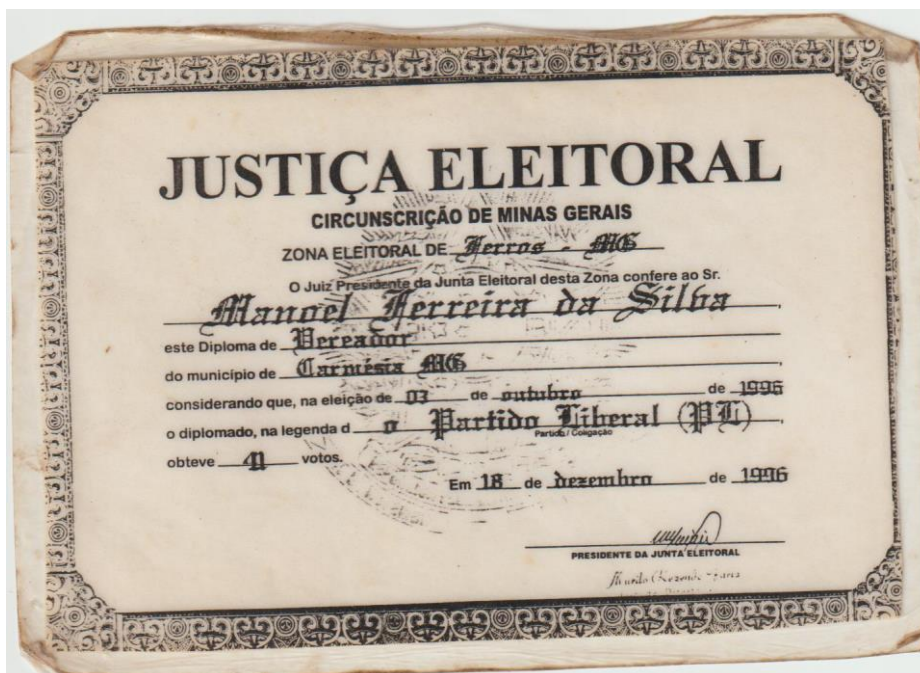 JUSTIÇA ELEITORAL
CIRCUNSCRIÇÃO DE MINAS GERAIS
ZONA ELEITORAL DE Ferros - MG
O Juiz Presidente da Junta Eleitoral desta Zona confere ao Sr.
Manoel Ferreira da Silva,
este Diploma de Vereador
do município de Carmésia MG
considerando que, na eleição de 03 de outubro de 1996
o diplomado, na legenda d o Partido Liberal (PL),
Partido / Coligação
obteve 41 votos.
Em 18 de dezembro de 1996
PRESIDENTE DA JUNTA ELEITORAL